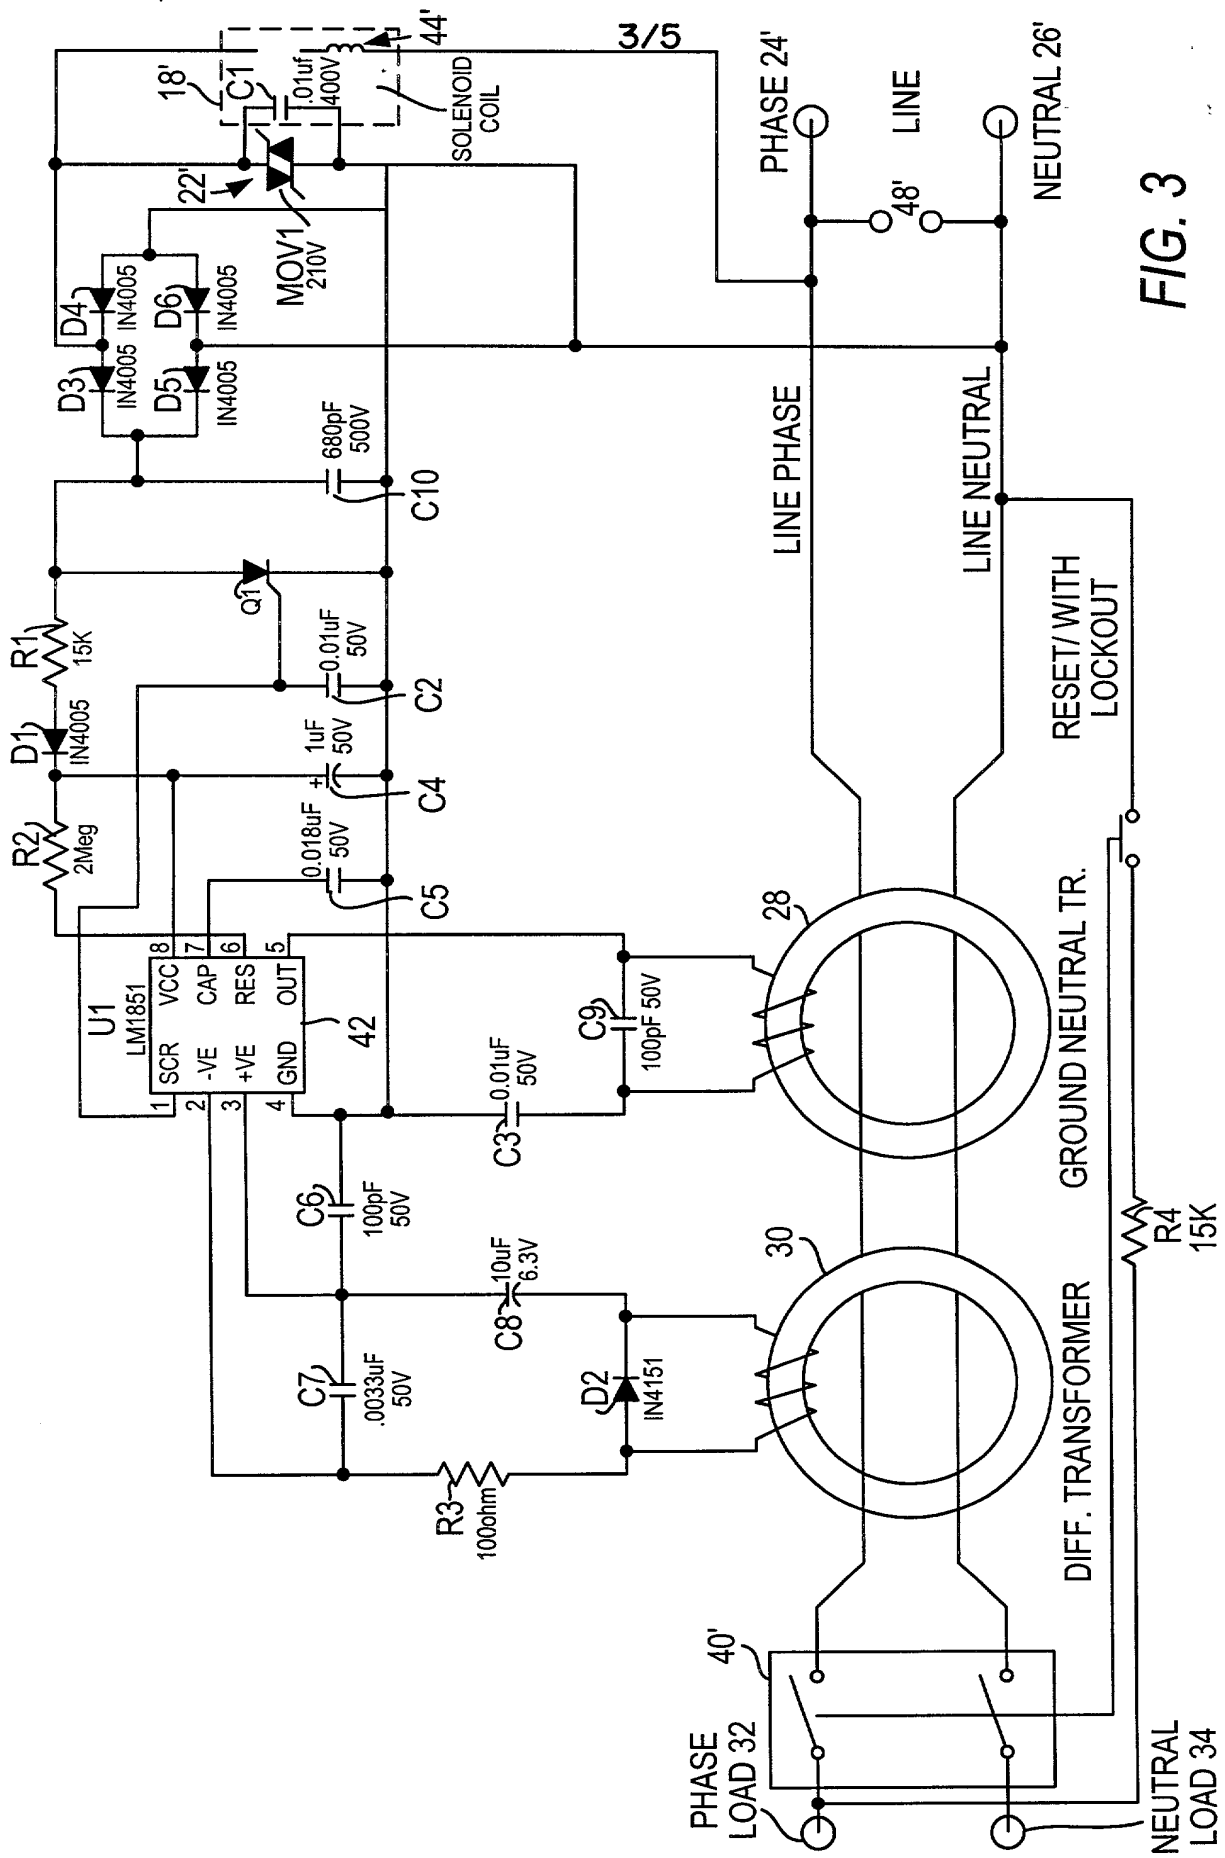 3/5
18'
44'
C1
.01uf
400V
SOLENOID
COIL
22'
MOV1
210V
D4
IN4005
D6
IN4005
D3
IN4005
D5
IN4005
680pF
500V
C10
Q1
R1
15K
0.01uF
50V
C2
D1
IN4005
1uF
50V
+
C4
R2
2Meg
0.018uF
50V
C5
U1
LM1851
SCR
-VE
+VE
GND
VCC
CAP
RES
OUT
1
2
3
4
8
7
6
5
42
C6
100pF
50V
C3
0.01uF
50V
C9
100pF 50V
C7
.0033uF
50V
C8
10uF
6.3V
R3
100ohm
D2
IN4151
PHASE 24'
LINE
48'
NEUTRAL 26'
LINE PHASE
LINE NEUTRAL
28
GROUND NEUTRAL TR.
30
DIFF. TRANSFORMER
RESET/WITH
LOCKOUT
R4
15K
40'
PHASE
LOAD 32
NEUTRAL
LOAD 34
FIG. 3